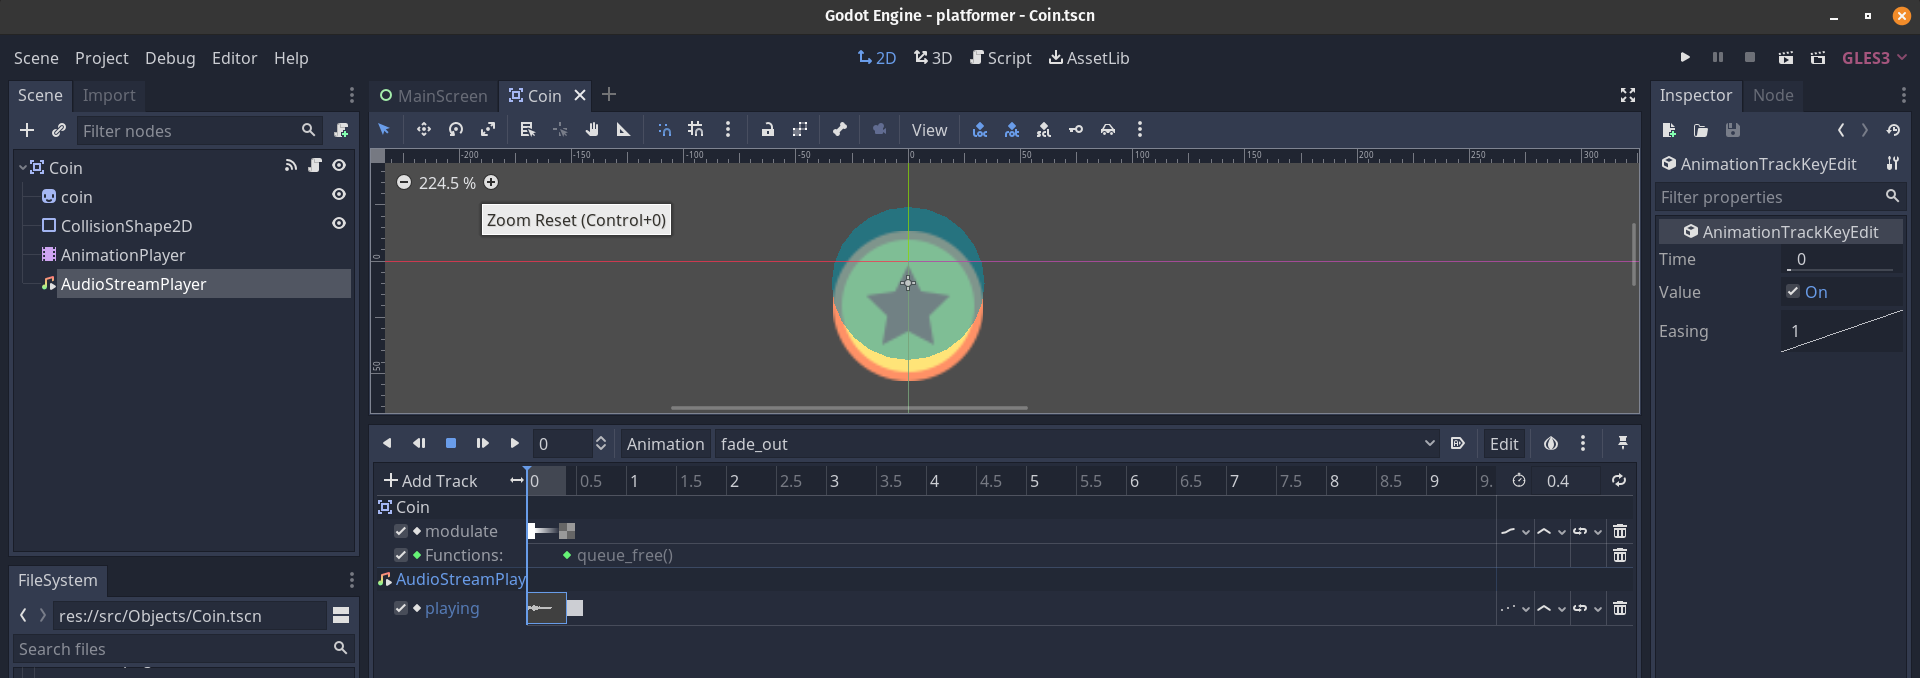 Godot Engine - platformer - Coin.tscn
Scene Project Debug Editor Help
2D 3D Script AssetLib
GLES3
Scene Import
Filter nodes
Coin
coin
CollisionShape2D
AnimationPlayer
AudioStreamPlayer
FileSystem
res://src/Objects/Coin.tscn
Search files
MainScreen Coin
View
-200 -150 -100 -50 0 50 100 150 200 250 300
224.5 %
Zoom Reset (Control+0)
0
50
0 Animation fade_out Edit
Add Track 0 0.5 1 1.5 2 2.5 3 3.5 4 4.5 5 5.5 6 6.5 7 7.5 8 8.5 9 9. 0.4
Coin
modulate
Functions: queue_free()
AudioStreamPlay
playing
Inspector Node
AnimationTrackKeyEdit
Filter properties
AnimationTrackKeyEdit
Time 0
Value On
Easing 1